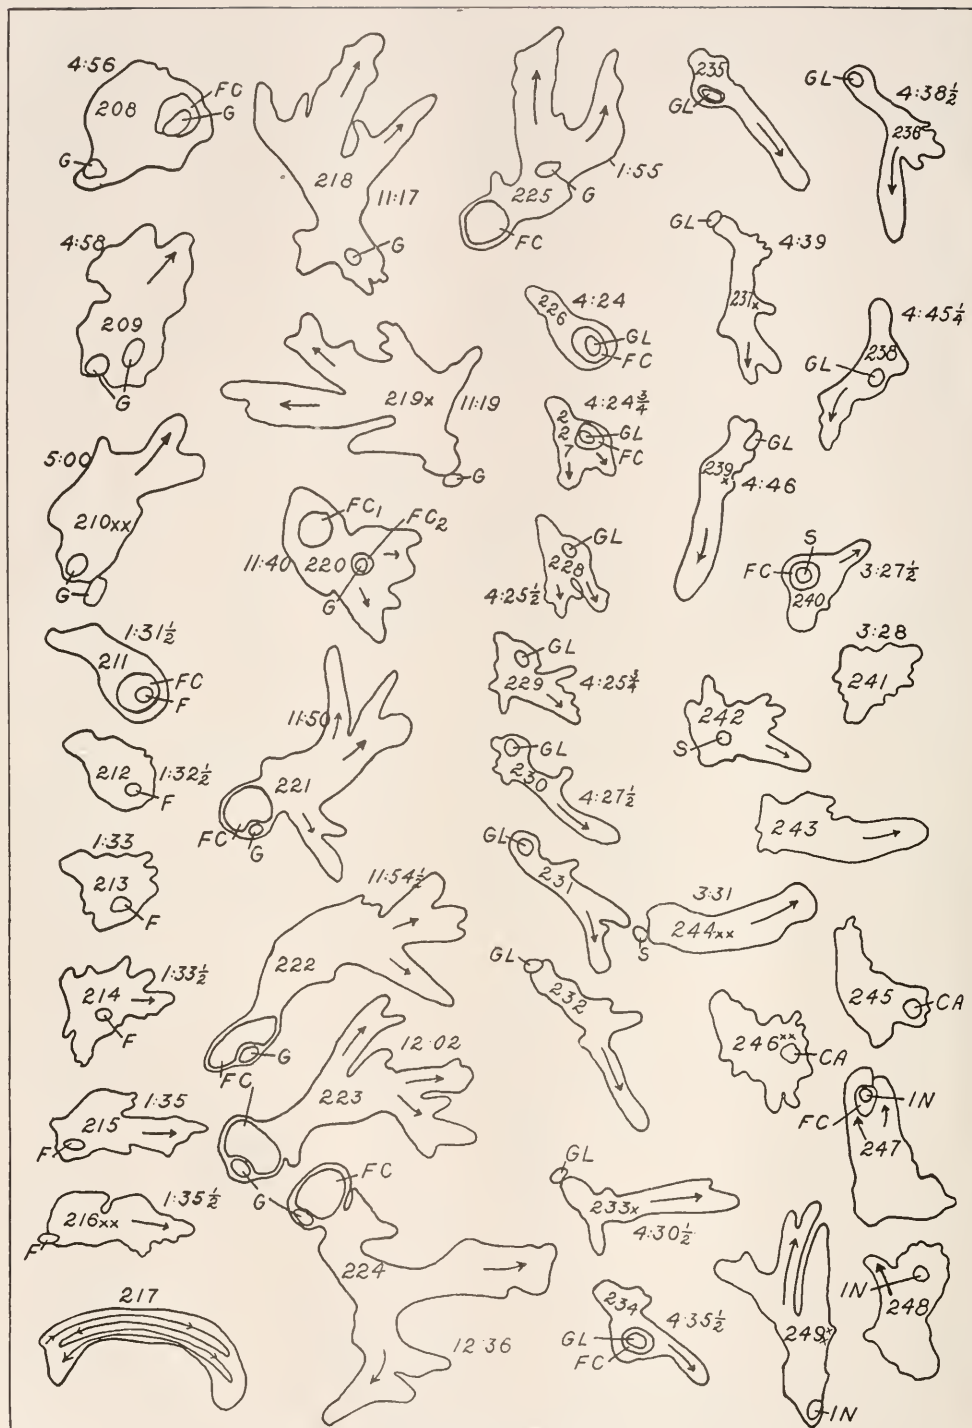 4:56
208
FC
G
G
4:58
209
G
5:00
210xx
G
1:31½
211
FC
F
212
1:32½
F
1:33
213
F
214
1:33½
F
215
1:35
F
216xx
1:35½
F
217
218
11:17
G
219x
11:19
G
FC₁
FC₂
11:40
220
G
11:50
221
FC
G
11:54½
222
G
FC
12:02
223
G
FC
224
12:36
225
1:55
G
FC
226
4:24
GL
FC
4:24¾
2
2
7
GL
FC
GL
228
4:25½
GL
229
4:25¾
GL
230
4:27½
GL
231
GL
232
GL
233x
4:30½
234
4:35½
GL
FC
235
GL
GL
4:38½
236
GL
4:39
237x
4:45¼
GL
238
GL
239
x
4:46
S
FC
3:27½
240
3:28
241
242
S
243
3:31
244xx
S
245
CA
246xx
CA
IN
FC
247
IN
248
249xx
IN